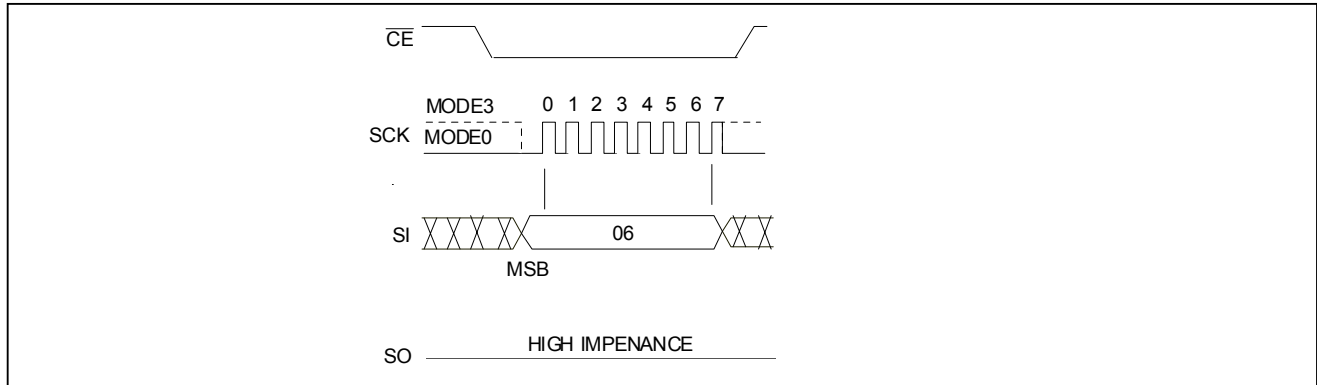 CE
MODE3 0 1 2 3 4 5 6 7
SCK MODE0
SI 06
MSB
HIGH IMPENANCE
SO